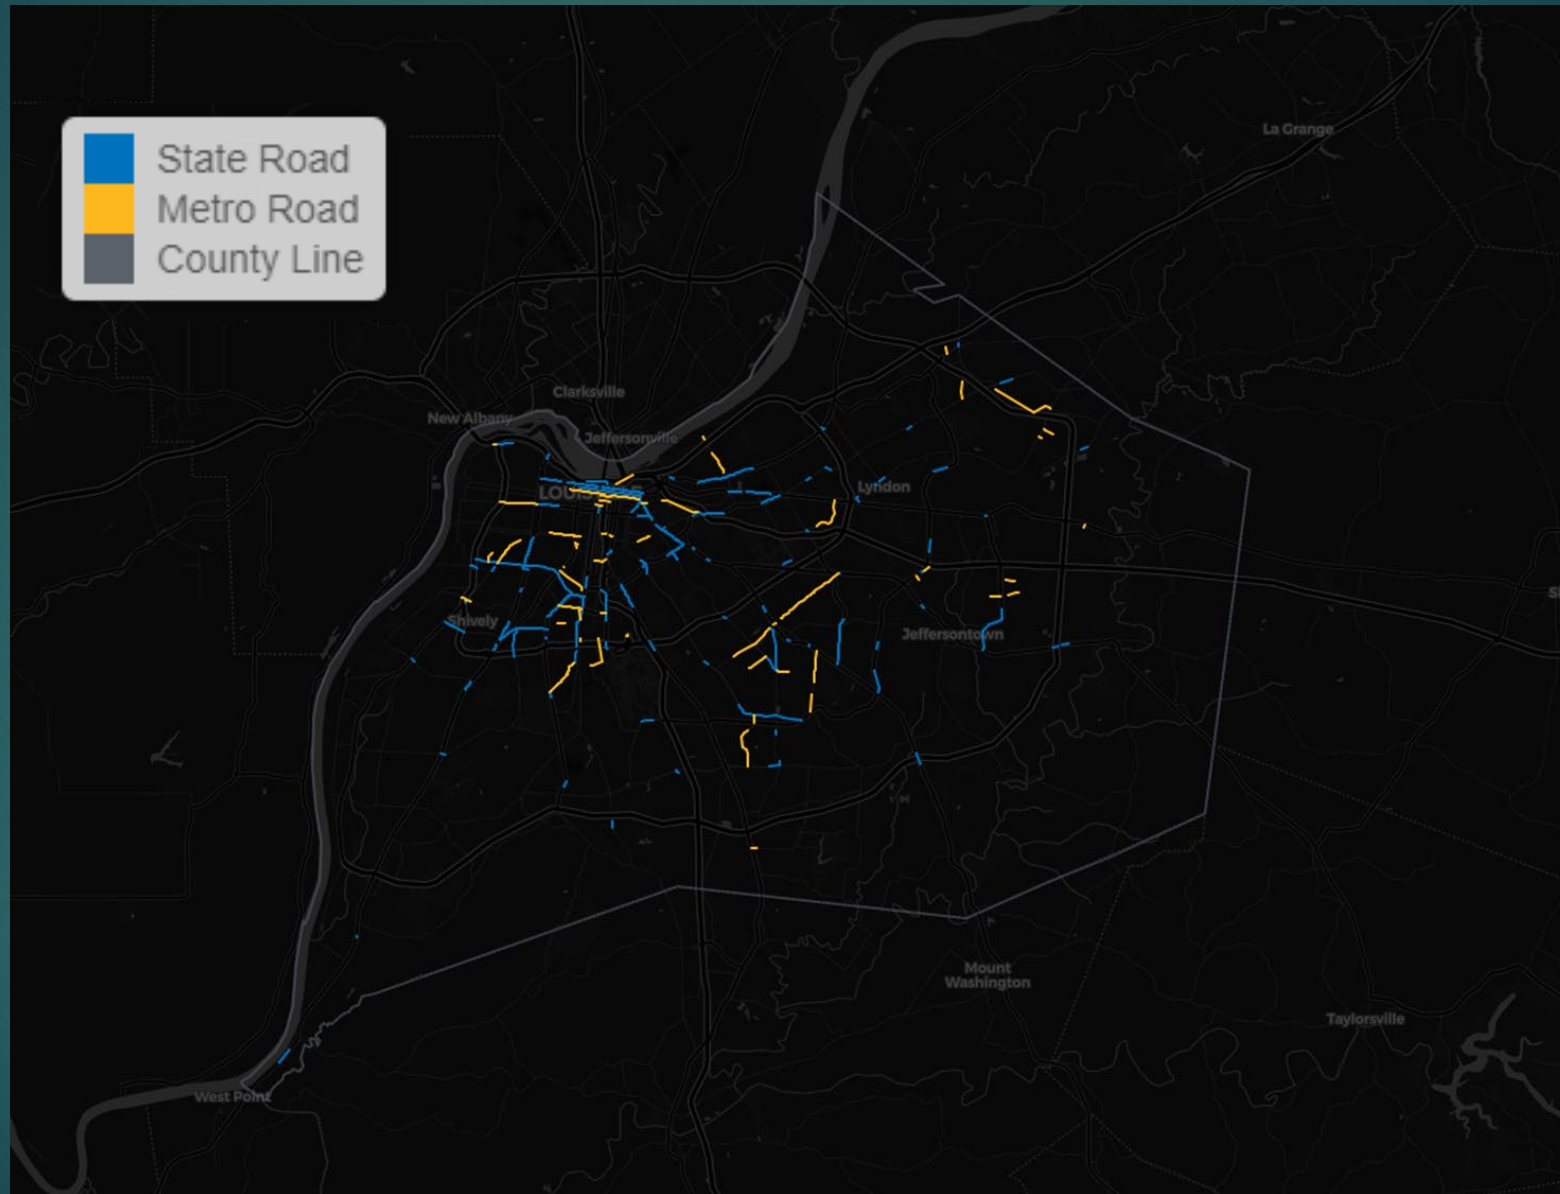 La Grange
State Road
Metro Road
County Line
Clarksville
New Albany
Jeffersonville
Lyndon
Shively
Jeffersontown
Mount
Washington
Taylorsville
West Point